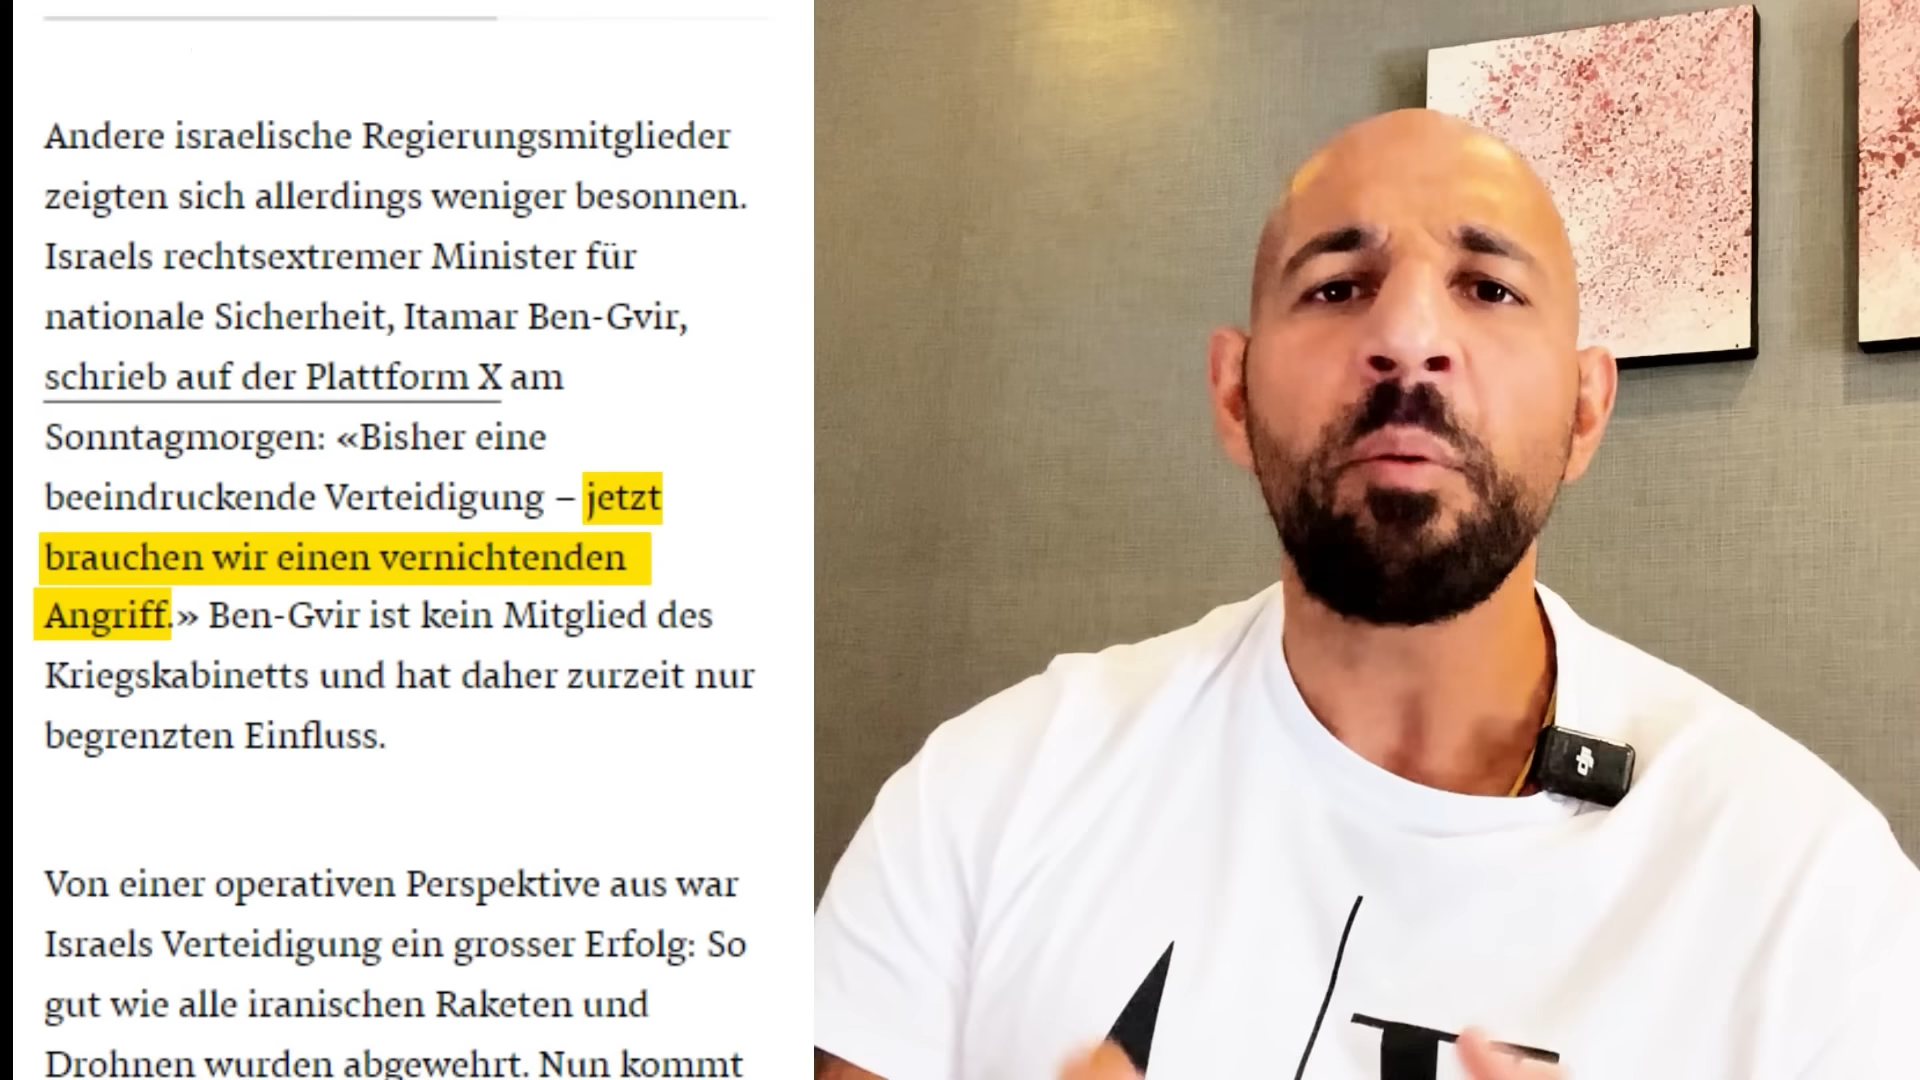 Andere israelische Regierungsmitglieder
zeigten sich allerdings weniger besonnen.
Israels rechtsextremer Minister für
nationale Sicherheit, Itamar Ben-Gvir,
schrieb auf der Plattform X am
Sonntagmorgen: «Bisher eine
beeindruckende Verteidigung – jetzt
brauchen wir einen vernichtenden
Angriff.» Ben-Gvir ist kein Mitglied des
Kriegskabinetts und hat daher zurzeit nur
begrenzten Einfluss.
Von einer operativen Perspektive aus war
Israels Verteidigung ein grosser Erfolg: So
gut wie alle iranischen Raketen und
Drohnen wurden abgewehrt. Nun kommt
dji